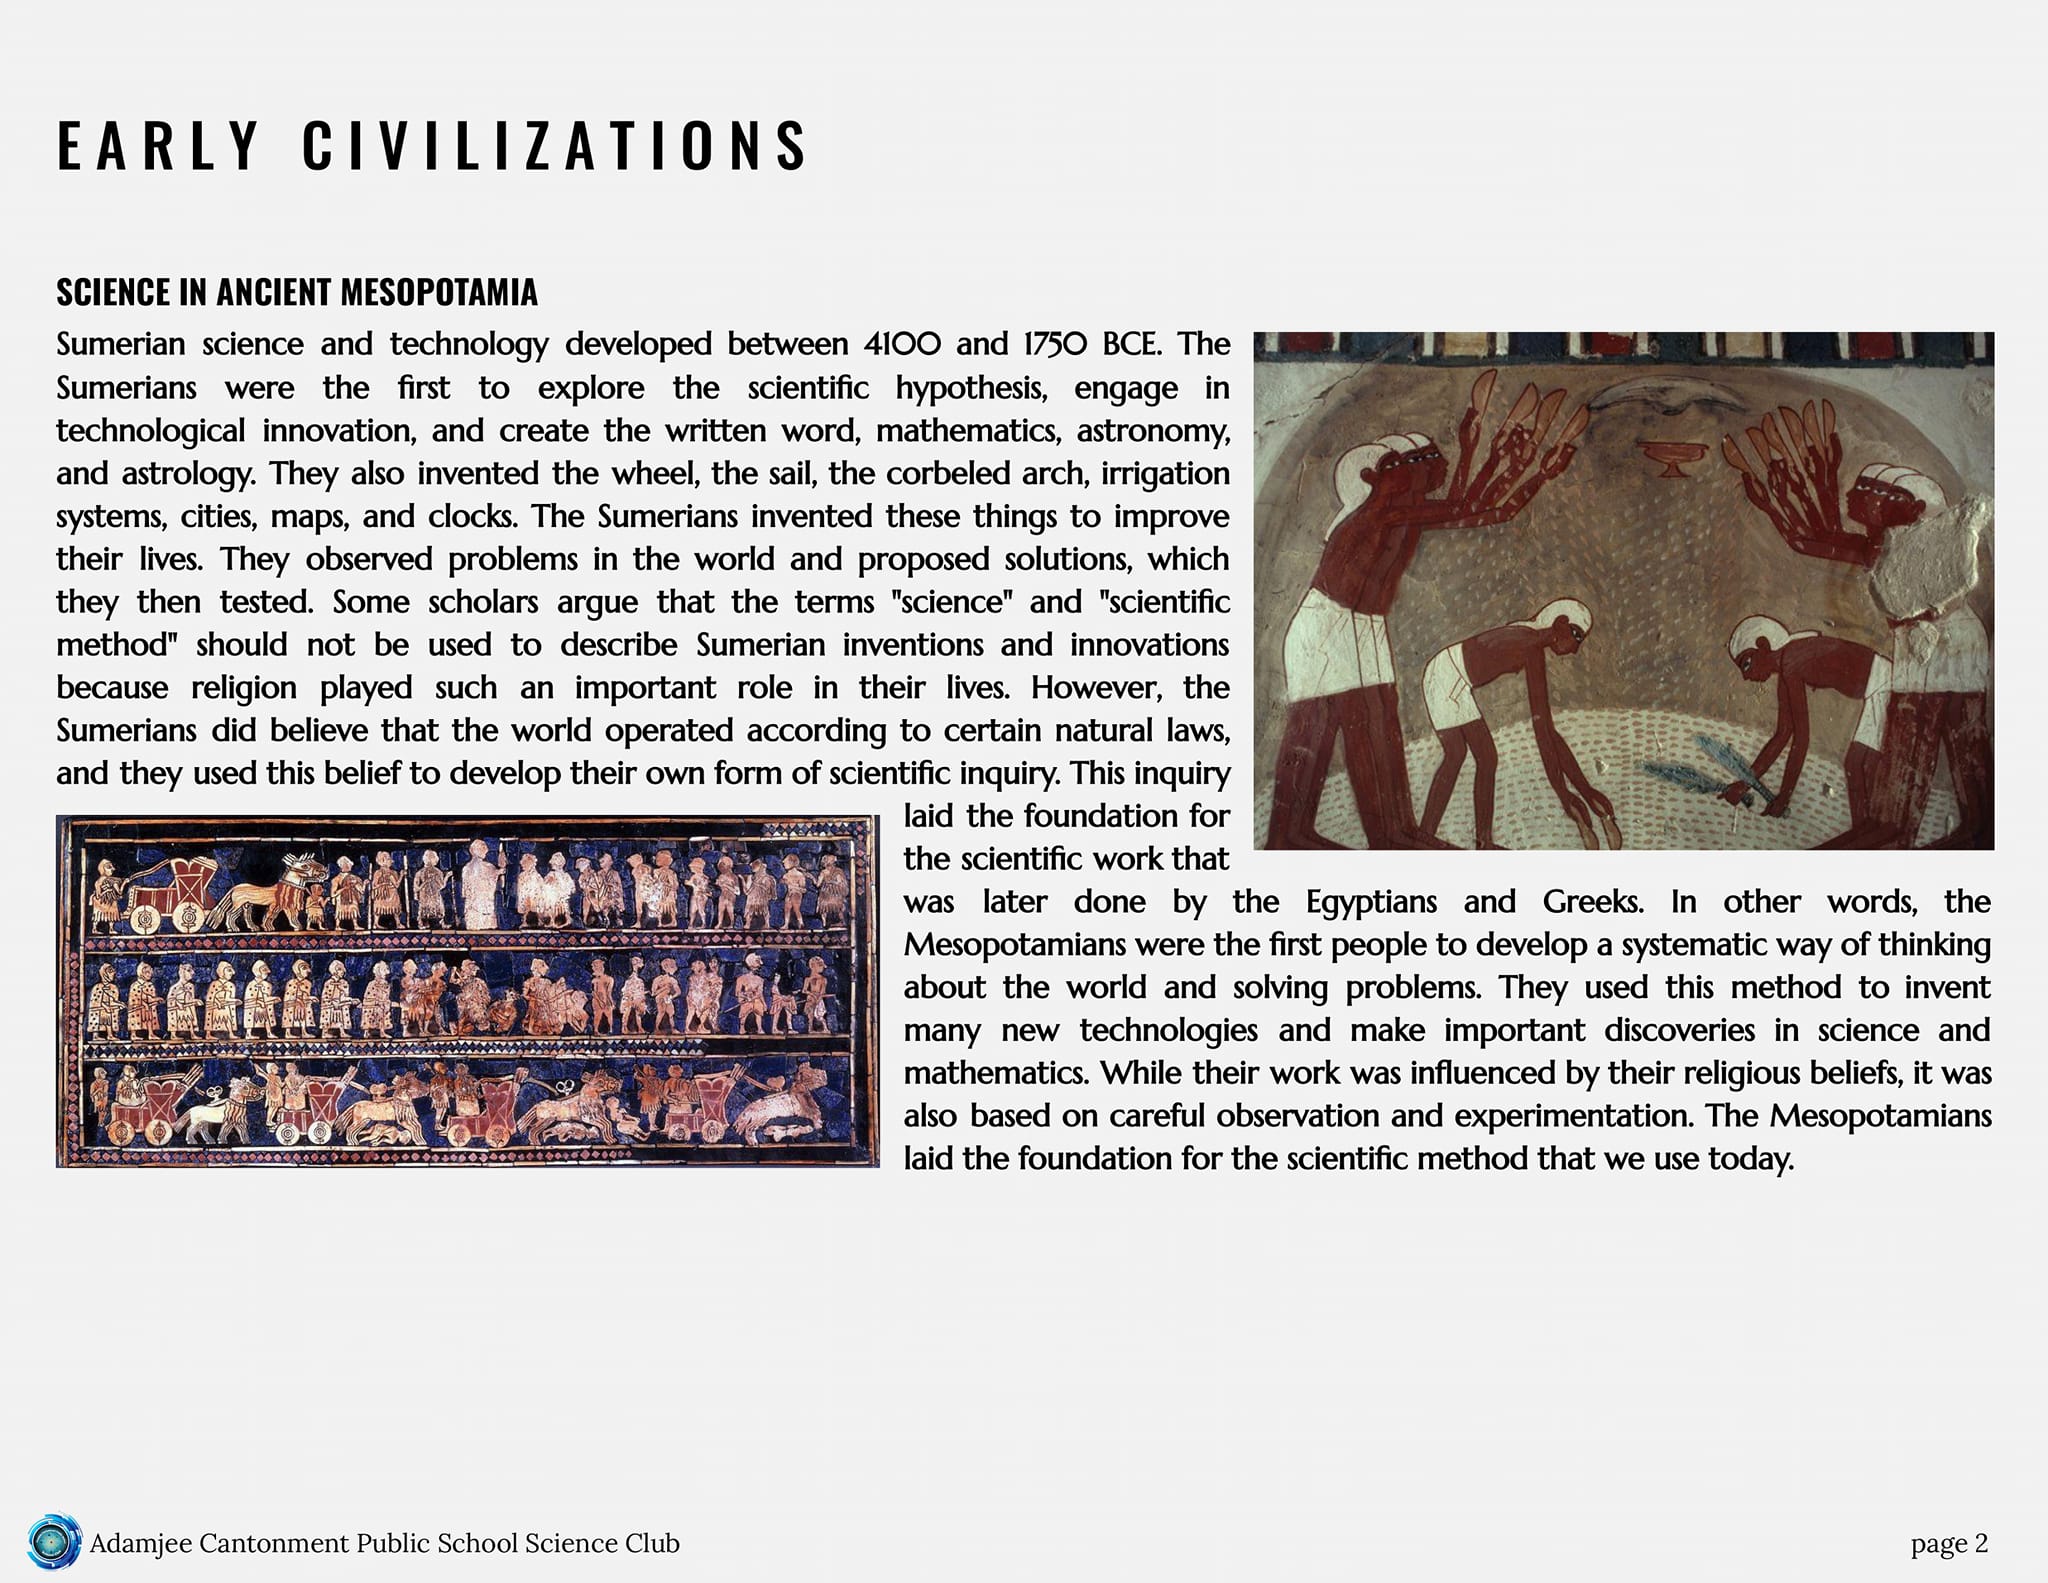 EARLY CIVILIZATIONS
SCIENCE IN ANCIENT MESOPOTAMIA
Sumerian science and technology developed between 4100 and 1750 BCE. The
Sumerians were the first to explore the scientific hypothesis, engage in
technological innovation, and create the written word, mathematics, astronomy,
and astrology. They also invented the wheel, the sail, the corbeled arch, irrigation
systems, cities, maps, and clocks. The Sumerians invented these things to improve
their lives. They observed problems in the world and proposed solutions, which
they then tested. Some scholars argue that the terms "science" and "scientific
method" should not be used to describe Sumerian inventions and innovations
because religion played such an important role in their lives. However, the
Sumerians did believe that the world operated according to certain natural laws,
and they used this belief to develop their own form of scientific inquiry. This inquiry
laid the foundation for
the scientific work that
was later done by the Egyptians and Greeks. In other words, the
Mesopotamians were the first people to develop a systematic way of thinking
about the world and solving problems. They used this method to invent
many new technologies and make important discoveries in science and
mathematics. While their work was influenced by their religious beliefs, it was
also based on careful observation and experimentation. The Mesopotamians
laid the foundation for the scientific method that we use today.
Adamjee Cantonment Public School Science Club
page 2